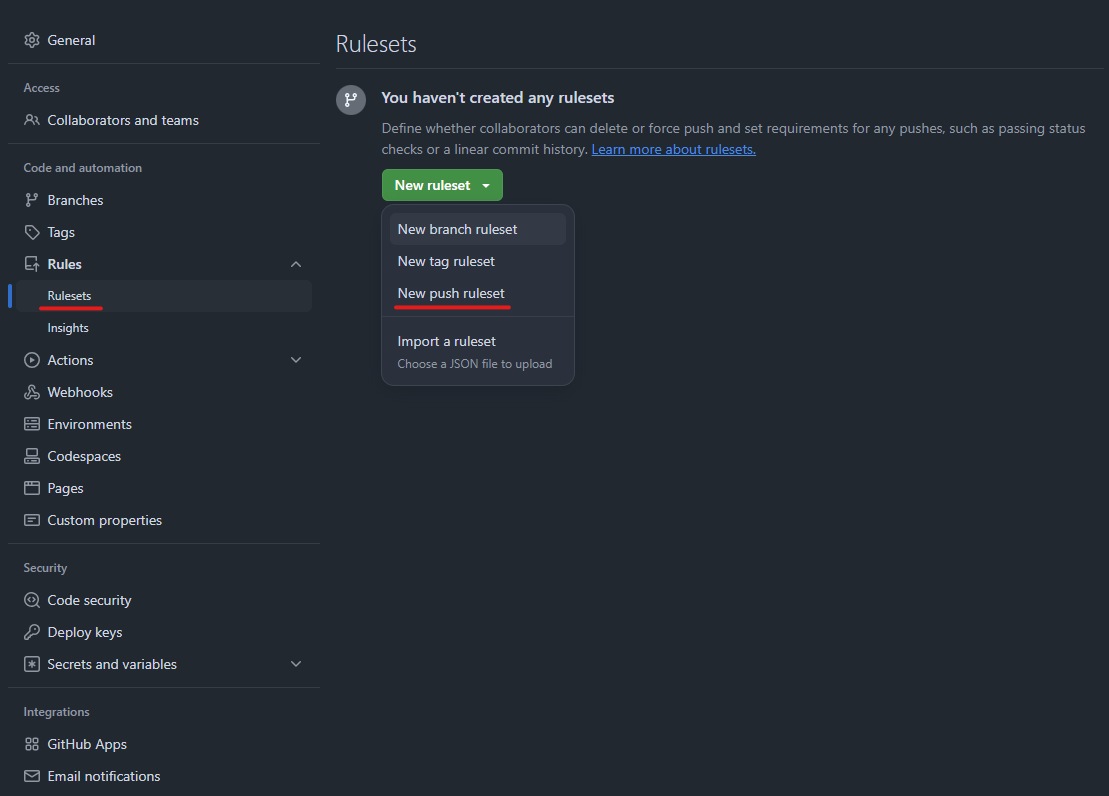 General
Access
Collaborators and teams
Code and automation
Branches
Tags
Rules
Rulesets
Insights
Actions
Webhooks
Environments
Codespaces
Pages
Custom properties
Security
Code security
Deploy keys
Secrets and variables
Integrations
GitHub Apps
Email notifications
Rulesets
You haven't created any rulesets
Define whether collaborators can delete or force push and set requirements for any pushes, such as passing status
checks or a linear commit history. Learn more about rulesets.
New ruleset
New branch ruleset
New tag ruleset
New push ruleset
Import a ruleset
Choose a JSON file to upload